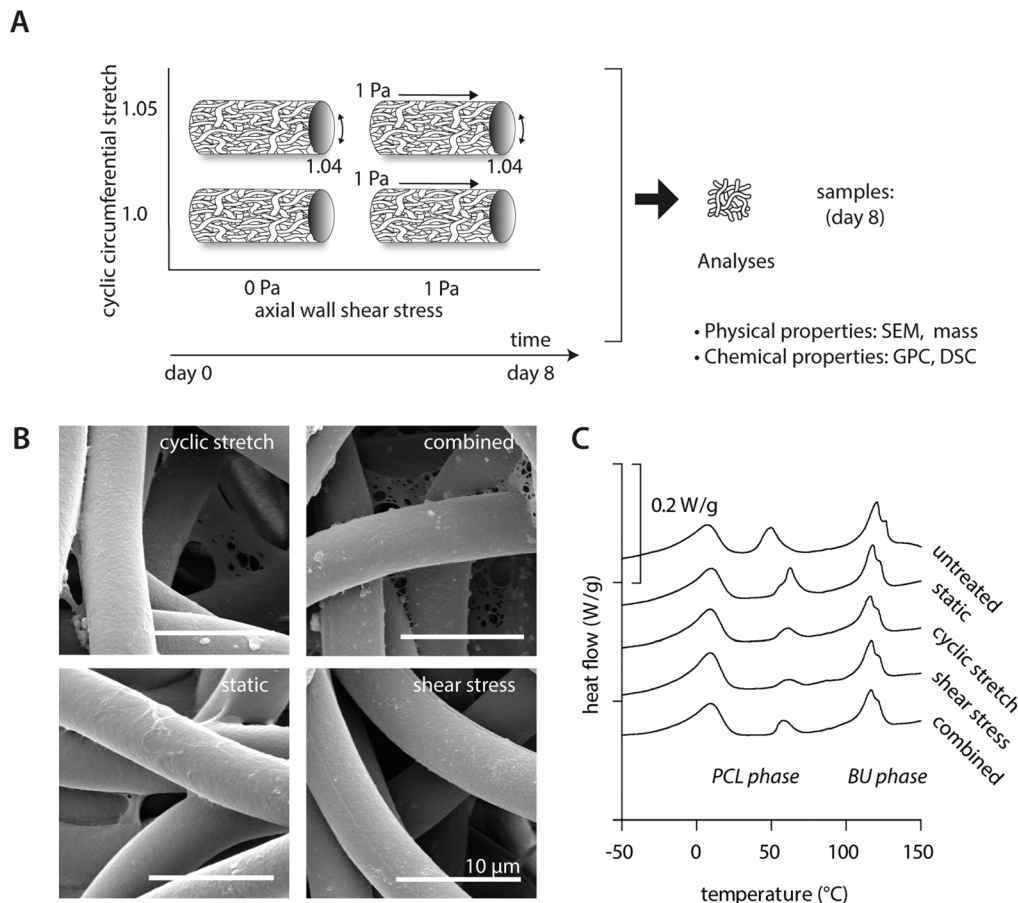 A
cyclic circumferential stretch
1.05
1.0
1 Pa
1.04
1.04
1 Pa
0 Pa
1 Pa
axial wall shear stress
time
day 0
day 8
samples:
(day 8)
Analyses
• Physical properties: SEM, mass
• Chemical properties: GPC, DSC
B
cyclic stretch
combined
static
shear stress
10 µm
C
heat flow (W/g)
0.2 W/g
untreated
static
cyclic stretch
shear stress
combined
PCL phase
BU phase
-50
0
50
100
150
temperature (°C)